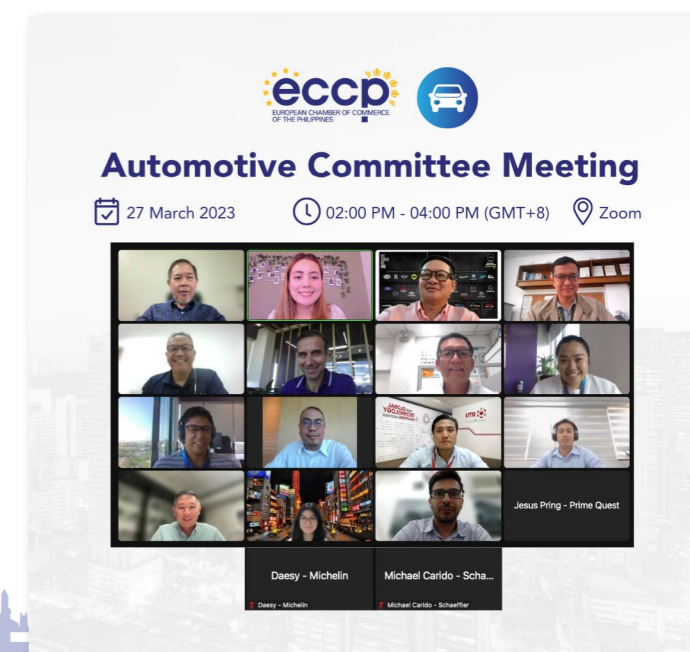 eccp
EUROPEAN CHAMBER OF COMMERCE
OF THE PHILIPPINES
Automotive Committee Meeting
27 March 2023
02:00 PM - 04:00 PM (GMT+8)
Zoom
Jesus Pring - Prime Quest
Daesy - Michelin
Michael Carido - Scha...
Daesy - Michelin
Michael Carido - Schaeffler